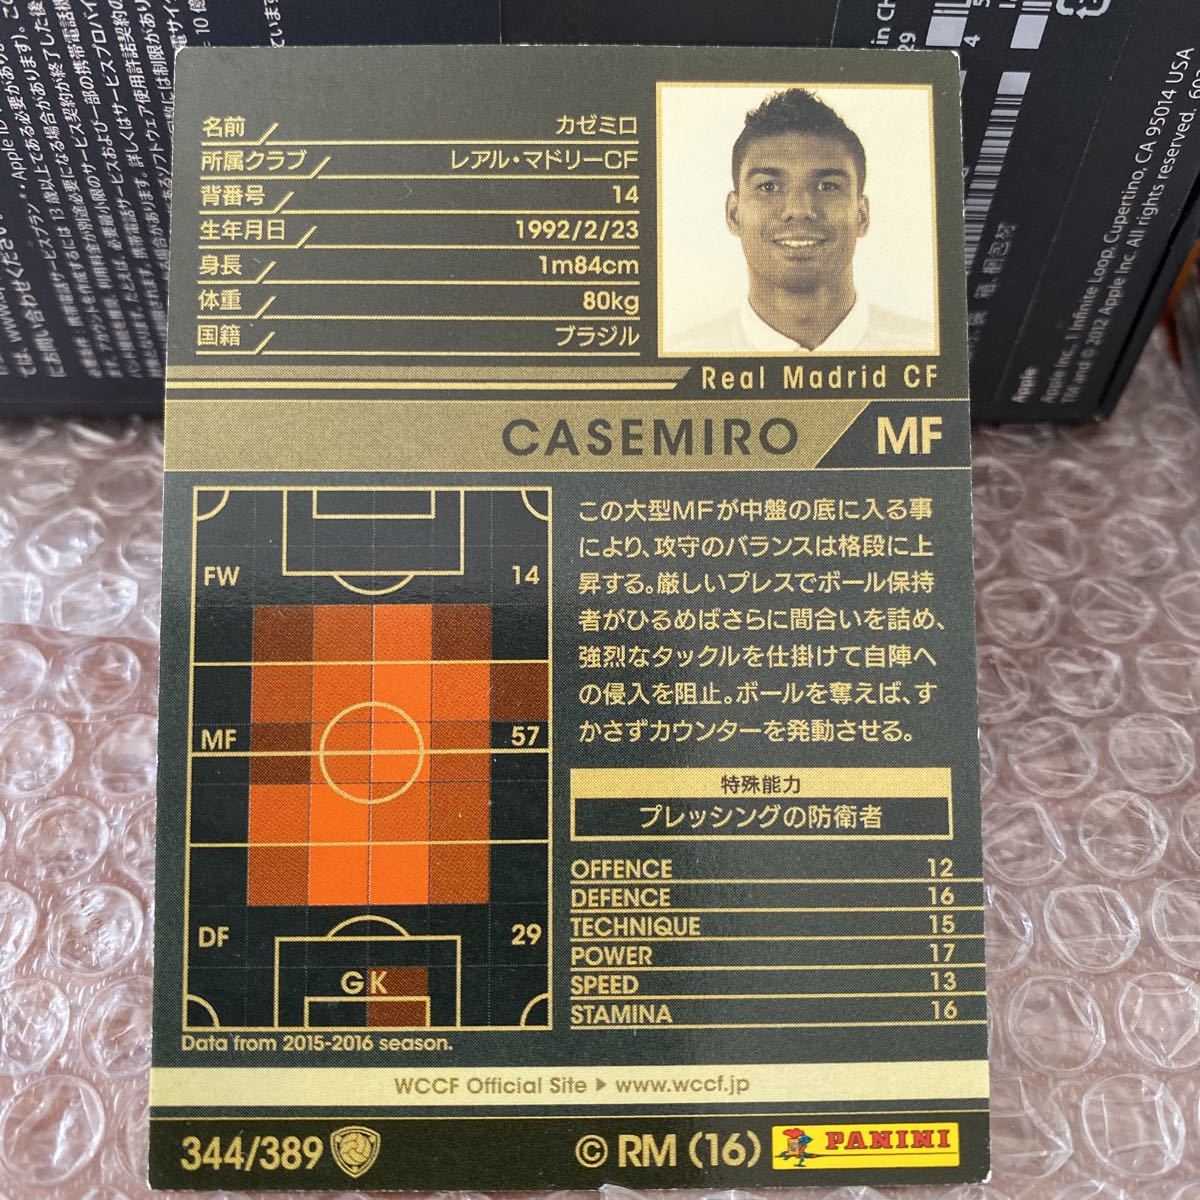 名前 カゼミロ
所属クラブ レアル・マドリーCF
背番号 14
生年月日 1992/2/23
身長 1m84cm
体重 80kg
国籍 ブラジル
Real Madrid CF
CASEMIRO MF
FW 14
MF 57
DF 29
GK
Data from 2015-2016 season.
この大型MFが中盤の底に入る事
により、攻守のバランスは格段に上
昇する。厳しいプレスでボール保持
者がひるめばさらに間合いを詰め、
強烈なタックルを仕掛けて自陣へ
の侵入を阻止。ボールを奪えば、す
かさずカウンターを発動させる。
特殊能力
プレッシングの防衛者
OFFENCE 12
DEFENCE 16
TECHNIQUE 15
POWER 17
SPEED 13
STAMINA 16
WCCF Official Site ▶ www.wccf.jp
344/389
© RM (16) PANINI
Apple
Apple Inc. 1 Infinite Loop, Cupertino, CA 95014 USA
TM and © 2012 Apple Inc. All rights reserved.